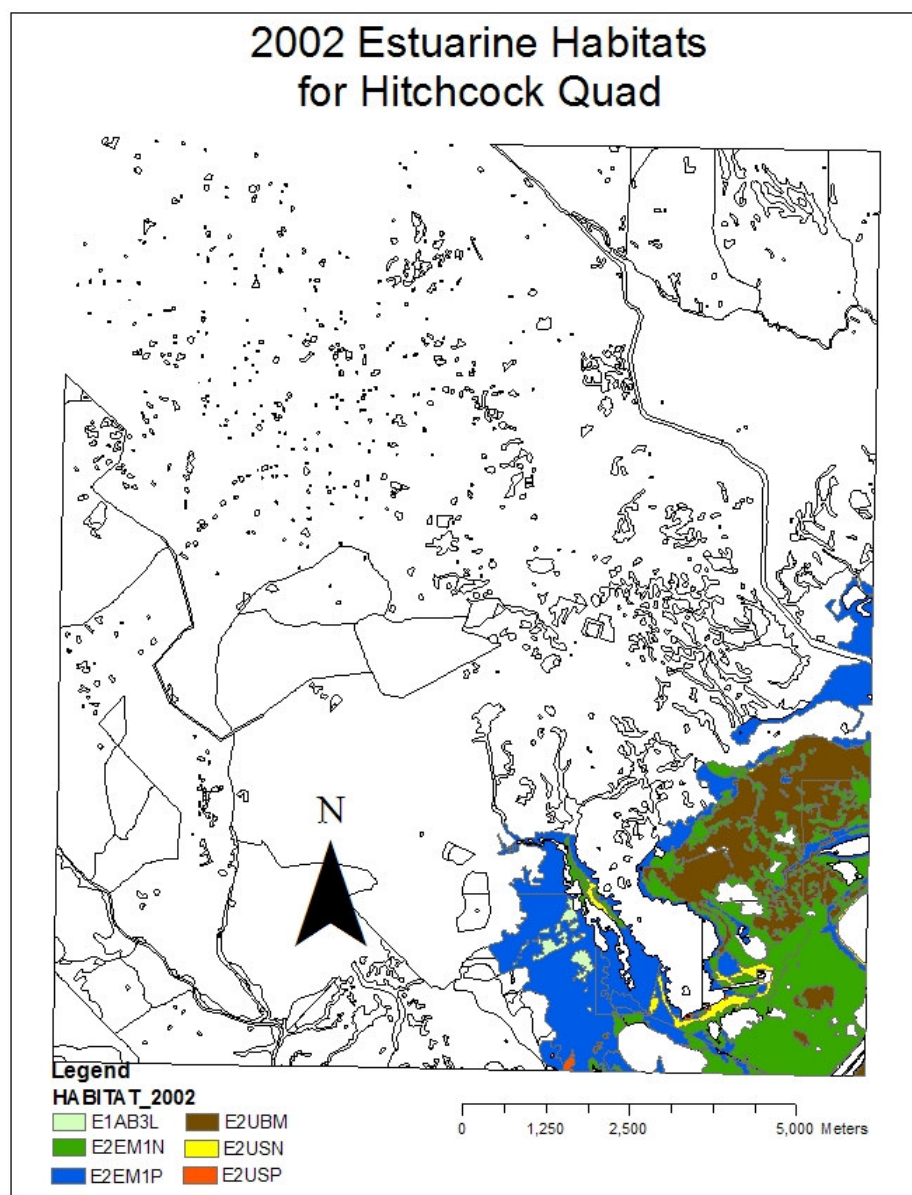 2002 Estuarine Habitats
for Hitchcock Quad
N
Legend
HABITAT_2002
E1AB3L E2UBM
E2EM1N E2USN
E2EM1P E2USP
0 1,250 2,500 5,000 Meters